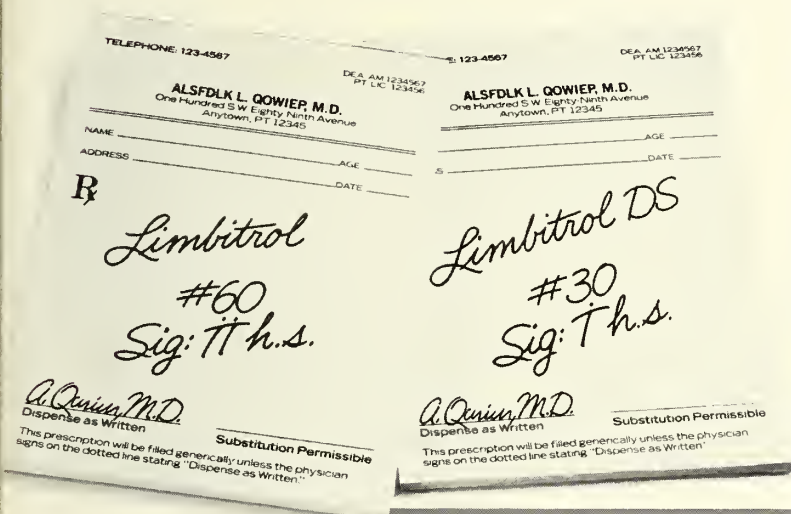 TELEPHONE: 123-4567
DEA AM 1234567
PT LIC 123456
ALSFDLK L. QOWIEP, M.D.
One Hundred S W Eighty-Ninth Avenue
Anytown, PT 12345
NAME AGE
ADDRESS DATE
Rx
Limbitrol
#60
Sig: ii h.s.
A. Qariur, M.D.
Dispense as Written
Substitution Permissible
This prescription will be filled generically unless the physician
signs on the dotted line stating "Dispense as Written."
E: 123-4567
DEA AM 1234567
PT LIC 123456
ALSFDLK L. QOWIEP, M.D.
One Hundred S W Eighty-Ninth Avenue
Anytown, PT 12345
AGE
S DATE
Limbitrol DS
#30
Sig: i h.s.
A. Qariur, M.D.
Dispense as Written
Substitution Permissible
This prescription will be filled generically unless the physician
signs on the dotted line stating "Dispense as Written"